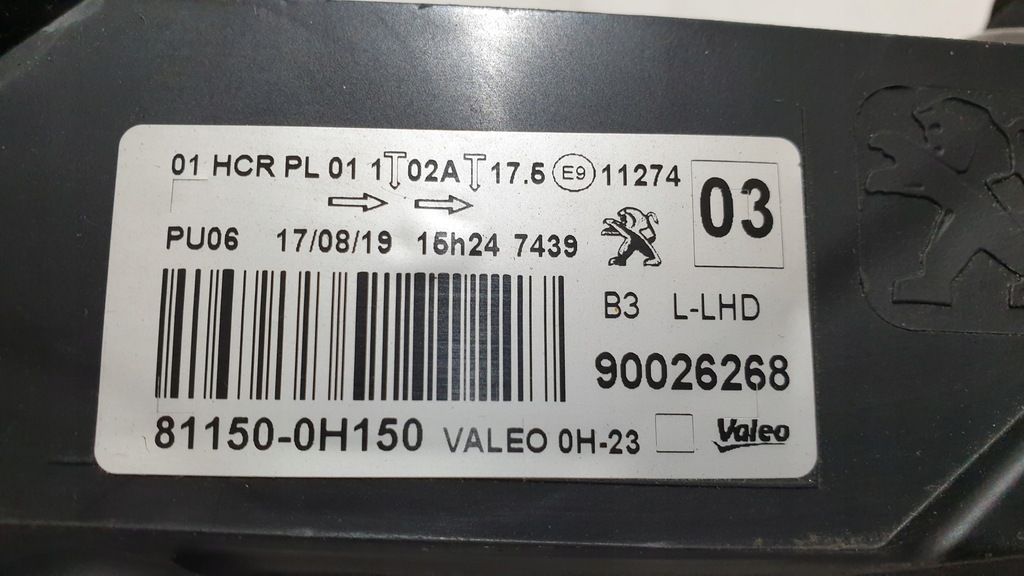 01 HCR PL 01 1 02A 17.5 E9 11274
03
PU06 17/08/19 15h24 7439
B3 L-LHD
90026268
81150-0H150 VALEO 0H-23 Valeo